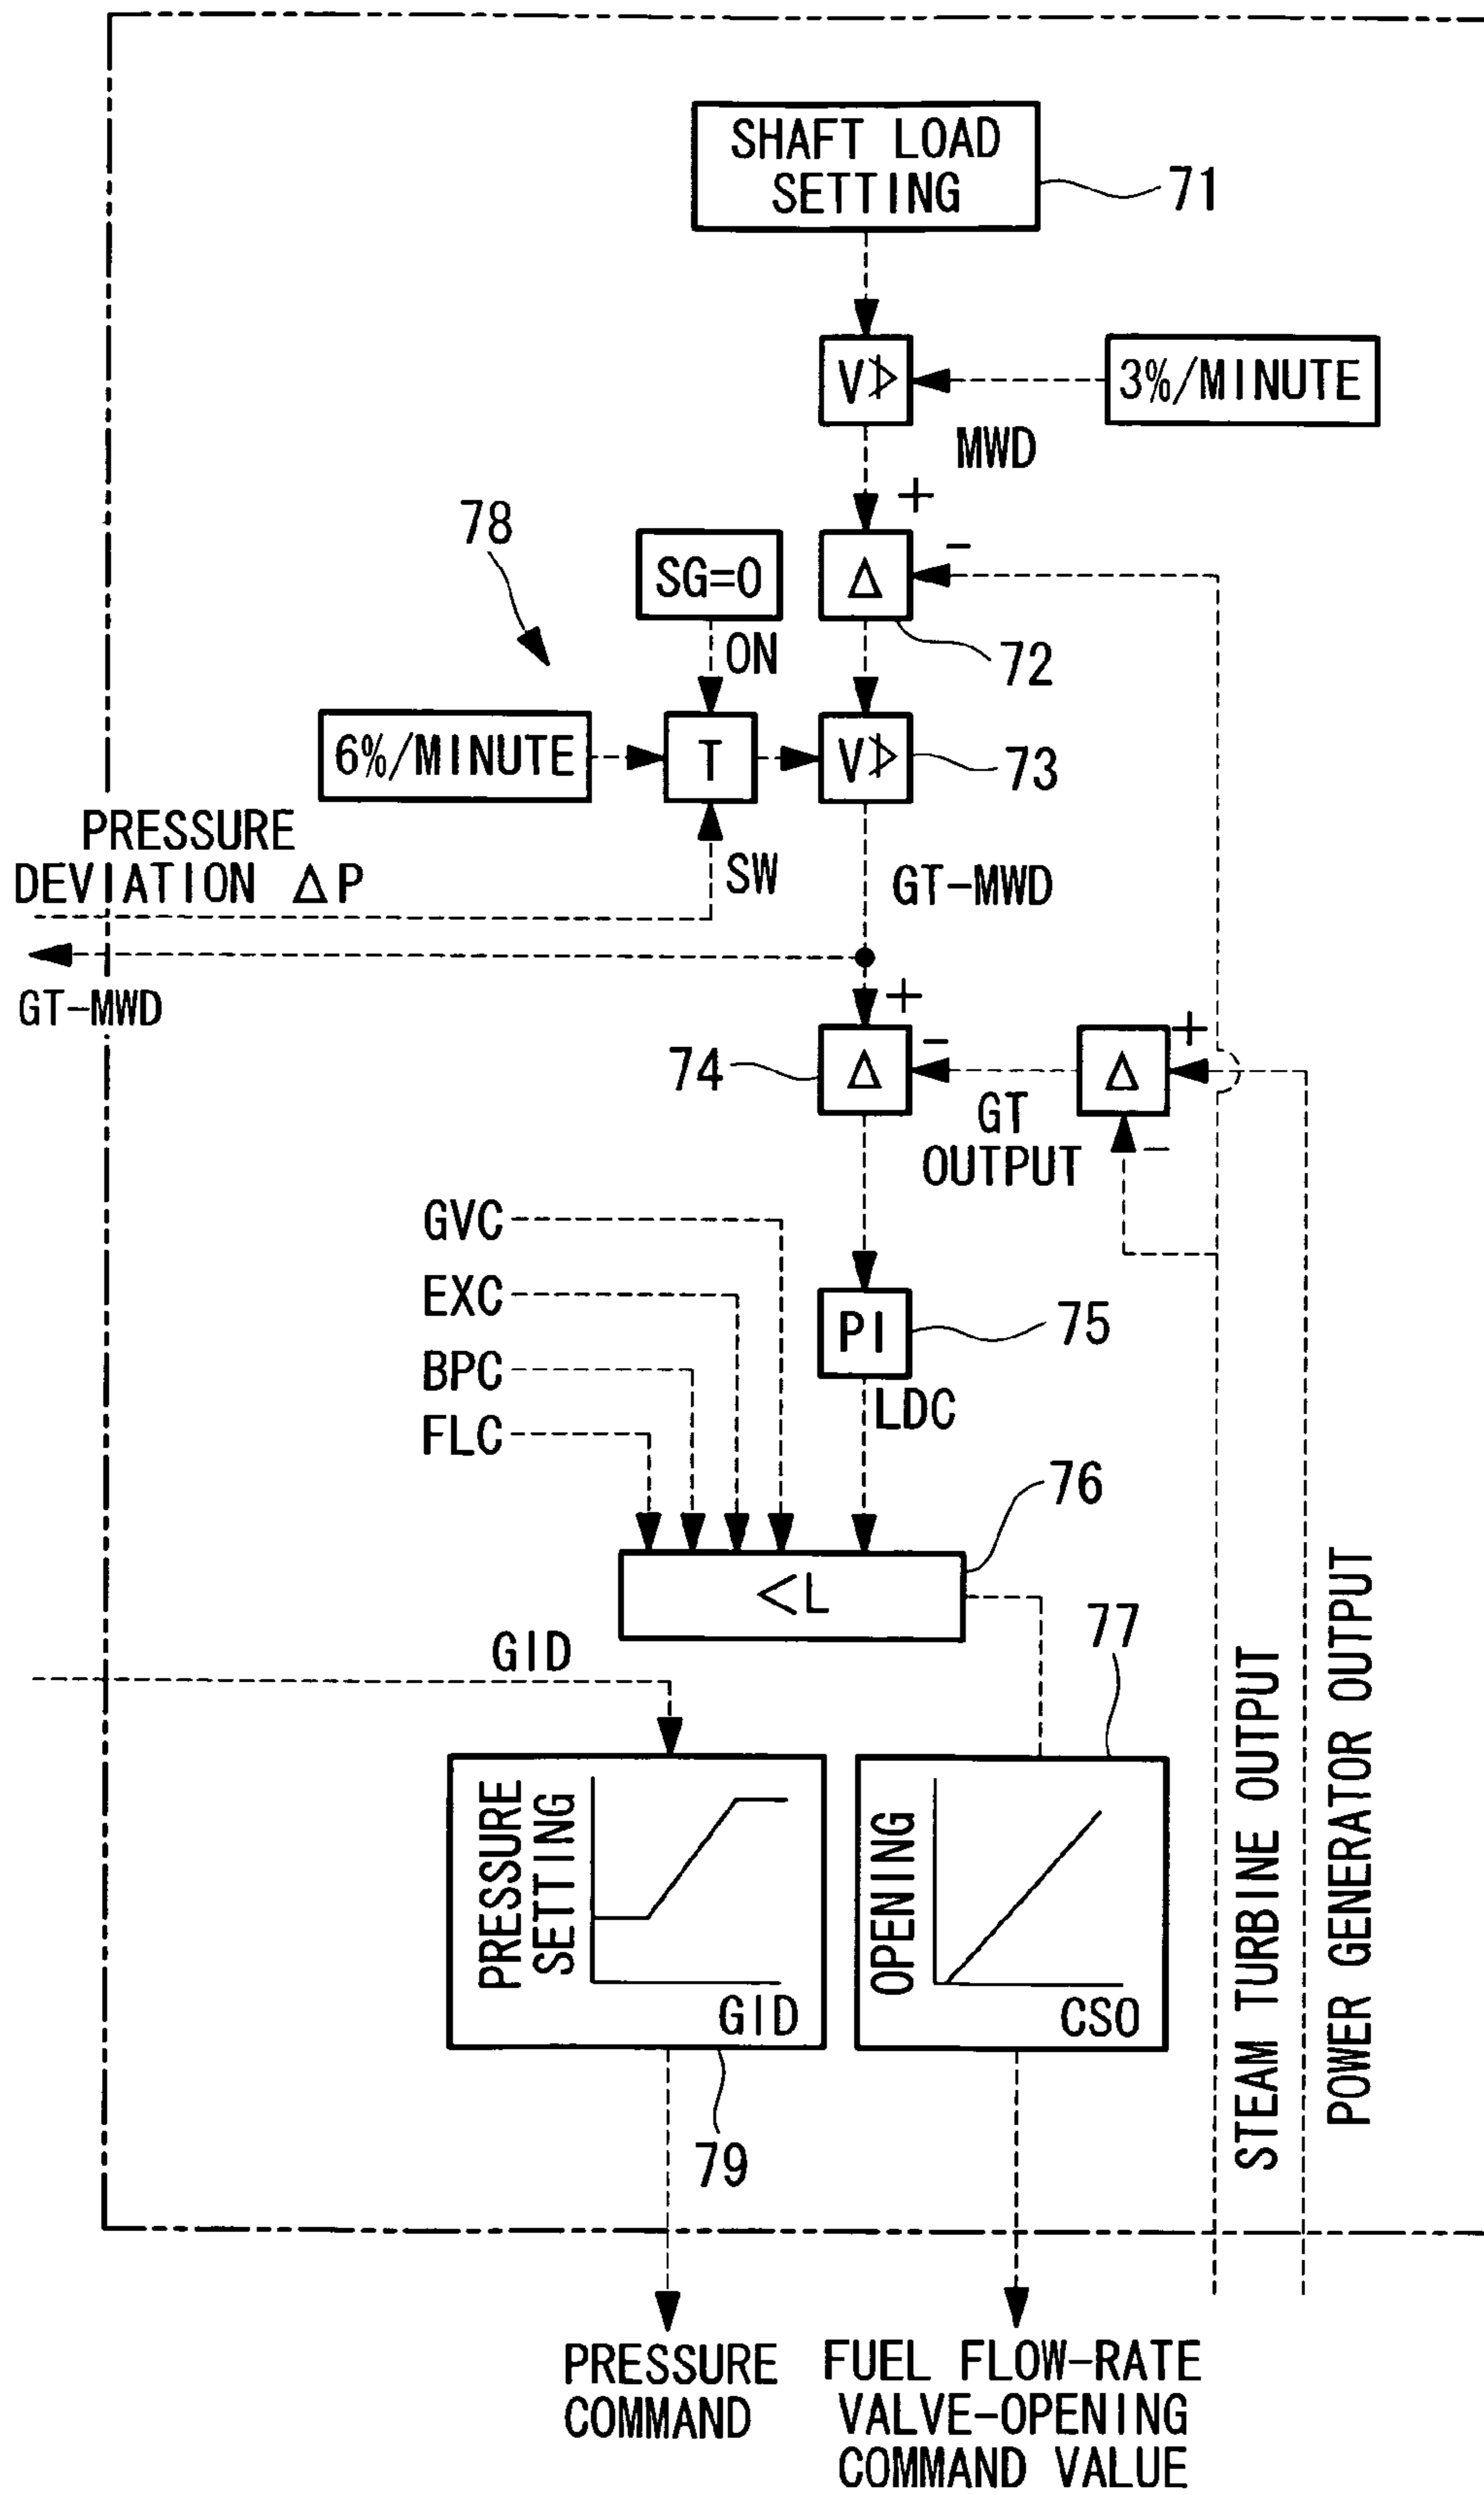 SHAFT LOAD
SETTING
71
V≯
3%/MINUTE
MWD
+
78
SG=0
Δ
-
ON
72
6%/MINUTE
T
V≯
73
PRESSURE
DEVIATION ΔP
SW
GT-MWD
GT-MWD
+
74
Δ
-
Δ
+
GT
OUTPUT
-
GVC
EXC
BPC
FLC
PI
75
LDC
76
<L
77
GID
PRESSURE
SETTING
GID
OPENING
CSO
STEAM TURBINE OUTPUT
POWER GENERATOR OUTPUT
79
PRESSURE
COMMAND
FUEL FLOW-RATE
VALVE-OPENING
COMMAND VALUE